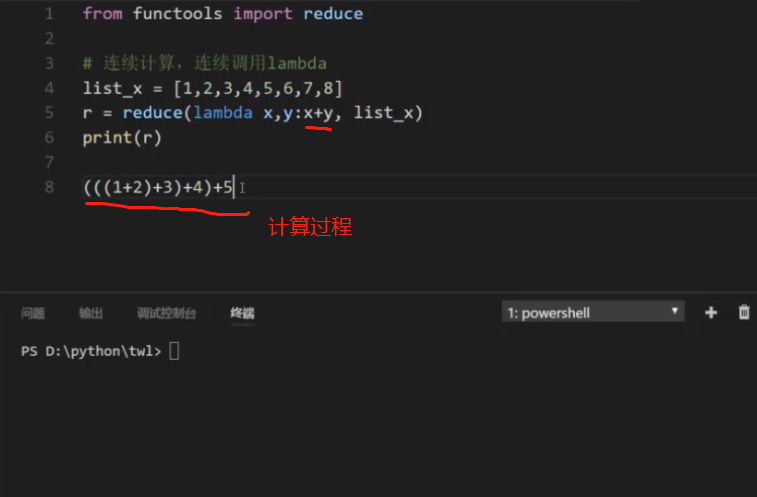 1 from functools import reduce
2
3 # 连续计算，连续调用lambda
4 list_x = [1,2,3,4,5,6,7,8]
5 r = reduce(lambda x,y:x+y, list_x)
6 print(r)
7
8 (((1+2)+3)+4)+5
计算过程
问题 输出 调试控制台 终端 1: powershell
PS D:\python\twl>